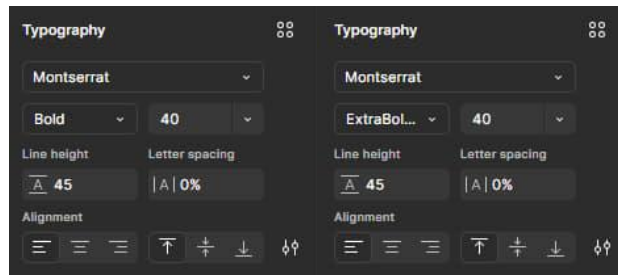 Typography
Montserrat
Bold 40
Line height Letter spacing
A 45 |A| 0%
Alignment
Typography
Montserrat
ExtraBol... 40
Line height Letter spacing
A 45 |A| 0%
Alignment